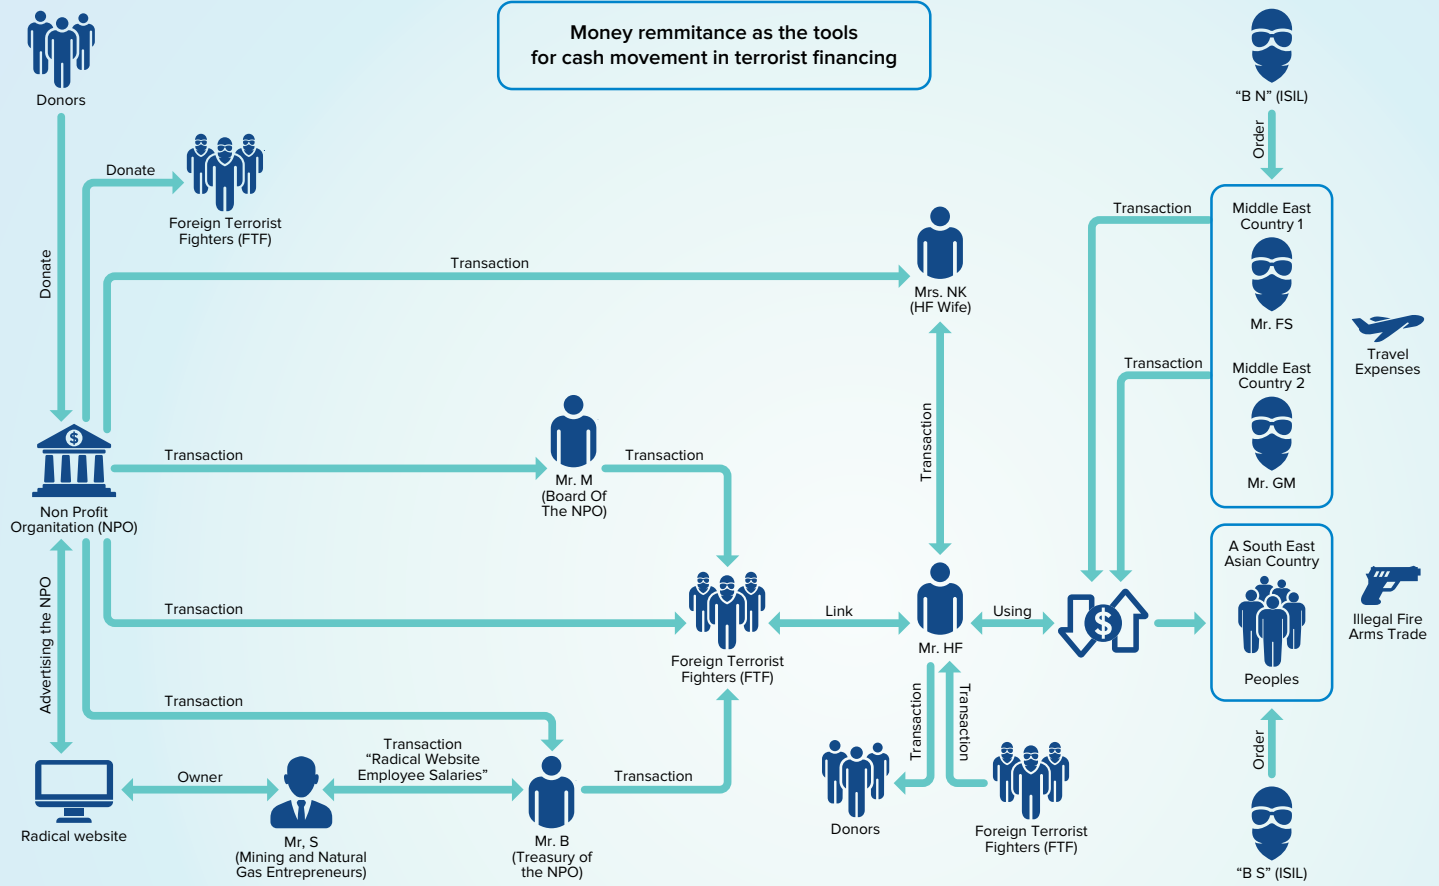 Money remmitance as the tools
for cash movement in terrorist financing
Donors
Donate
Donate
Foreign Terrorist
Fighters (FTF)
Transaction
Mrs. NK
(HF Wife)
"B N" (ISIL)
Order
Transaction
Middle East
Country 1
Mr. FS
Transaction
Middle East
Country 2
Mr. GM
Travel
Expenses
Non Profit
Organitation (NPO)
Transaction
Mr. M
(Board Of
The NPO)
Transaction
Transaction
Transaction
Foreign Terrorist
Fighters (FTF)
Link
Mr. HF
Using
A South East
Asian Country
Peoples
Illegal Fire
Arms Trade
Advertising the NPO
Transaction
Radical website
Owner
Mr, S
(Mining and Natural
Gas Entrepreneurs)
Transaction
“Radical Website
Employee Salaries”
Mr. B
(Treasury of
the NPO)
Transaction
Transaction
Transaction
Donors
Foreign Terrorist
Fighters (FTF)
Order
"B S" (ISIL)